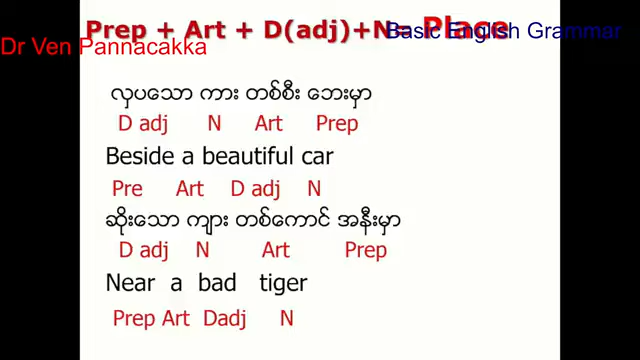 Prep + Art + D(adj)+N= Place
Basic English Grammar
Dr Ven Pannacakka
လှပသော ကား တစ်စီး ဘေးမှာ
D adj N Art Prep
Beside a beautiful car
Pre Art D adj N
ဆိုးသော ကျား တစ်ကောင် အနီးမှာ
D adj N Art Prep
Near a bad tiger
Prep Art Dadj N